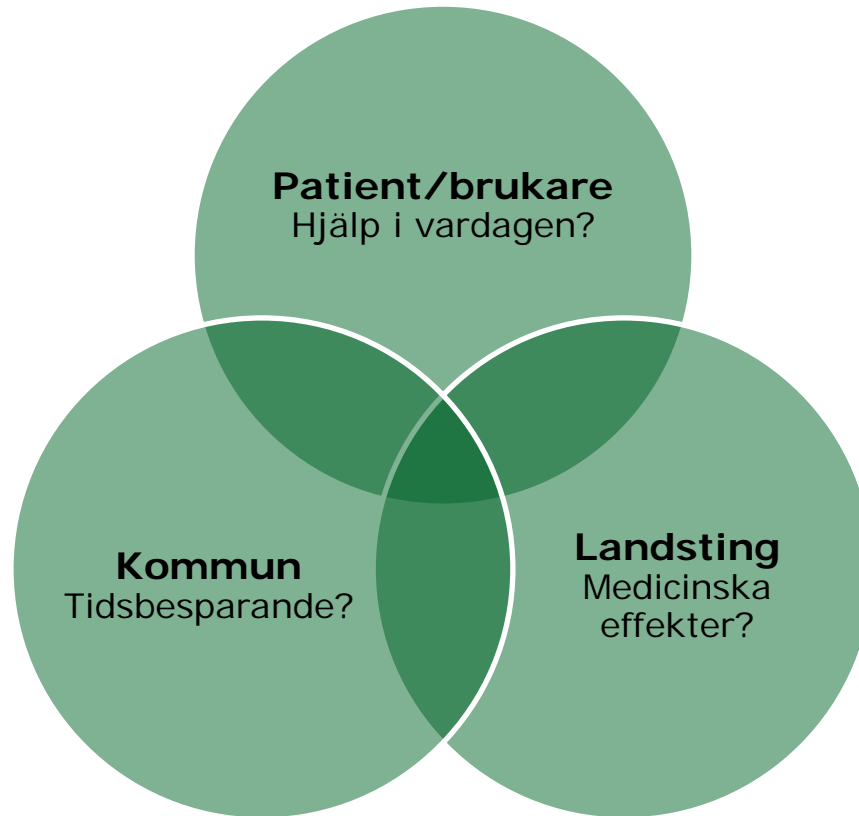 Patient/brukare
Hjälp i vardagen?
Kommun
Tidsbesparande?
Landsting
Medicinska
effekter?